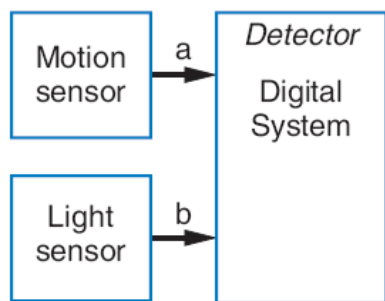 Motion
sensor
a
Detector
Digital
System
Light
sensor
b